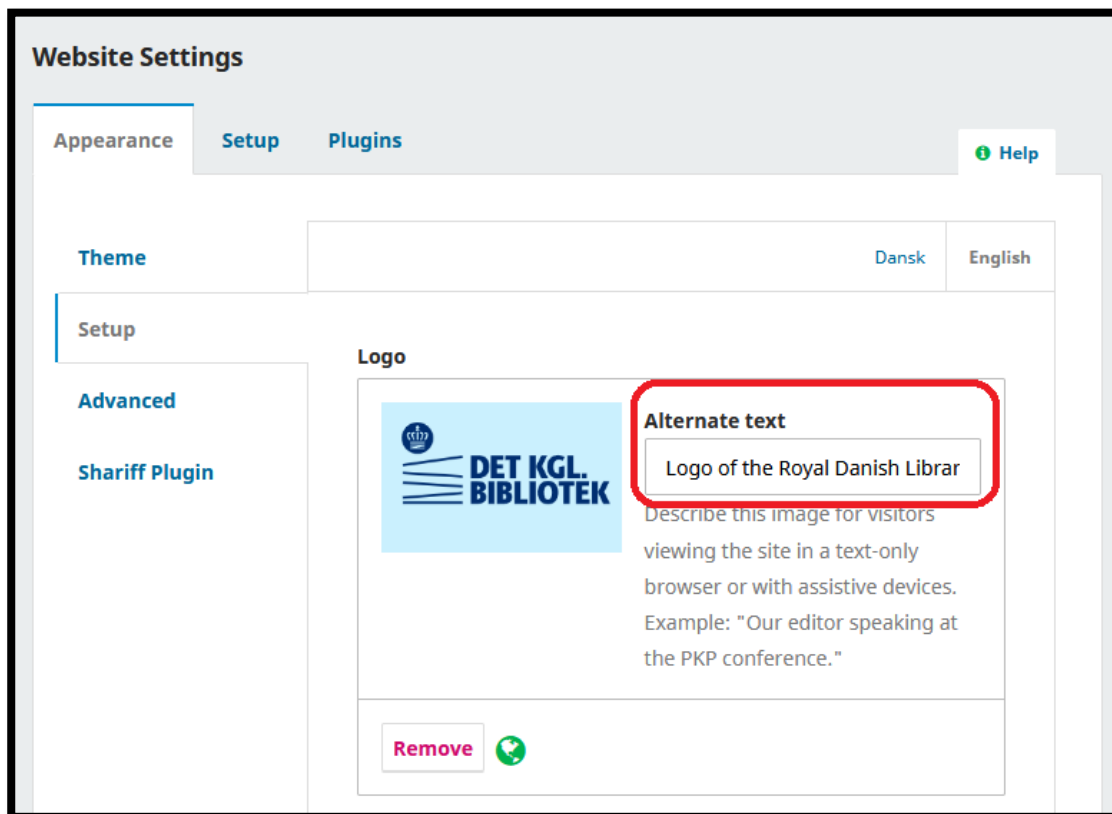 Website Settings
Appearance
Setup
Plugins
Help
Theme
Dansk
English
Setup
Logo
Advanced
Shariff Plugin
DET KGL.
BIBLIOTEK
Alternate text
Logo of the Royal Danish Librar
Describe this image for visitors
viewing the site in a text-only
browser or with assistive devices.
Example: "Our editor speaking at
the PKP conference."
Remove